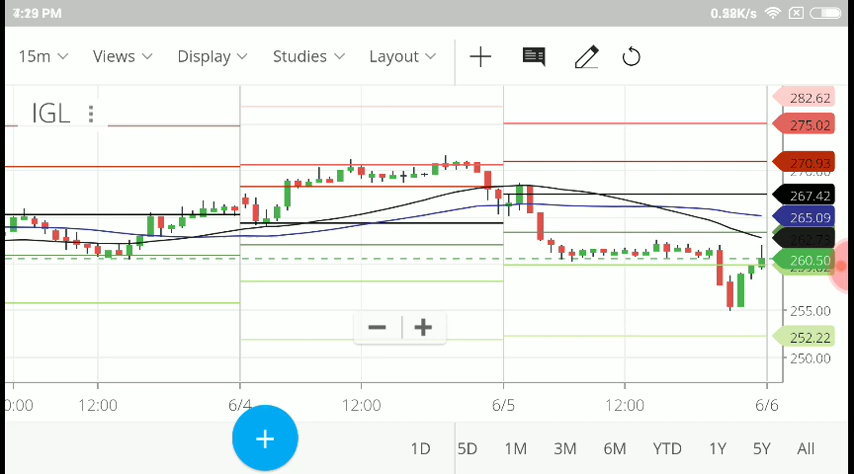 PM
K/s
15m Views Display Studies Layout
IGL
282.62
275.02
270.93
267.42
265.09
260.50
255.00
252.22
250.00
12:00 6/4 12:00 6/5 12:00 6/6
1D 5D 1M 3M 6M YTD 1Y 5Y All